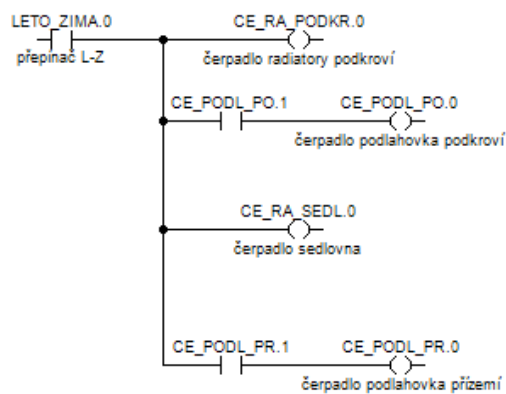 LETO_ZIMA.0 CE_RA_PODKR.0
přepínač L-Z čerpadlo radiatory podkroví
CE_PODL_PO.1 CE_PODL_PO.0
čerpadlo podlahovka podkroví
CE_RA_SEDL.0
čerpadlo sedlovna
CE_PODL_PR.1 CE_PODL_PR.0
čerpadlo podlahovka přízemí